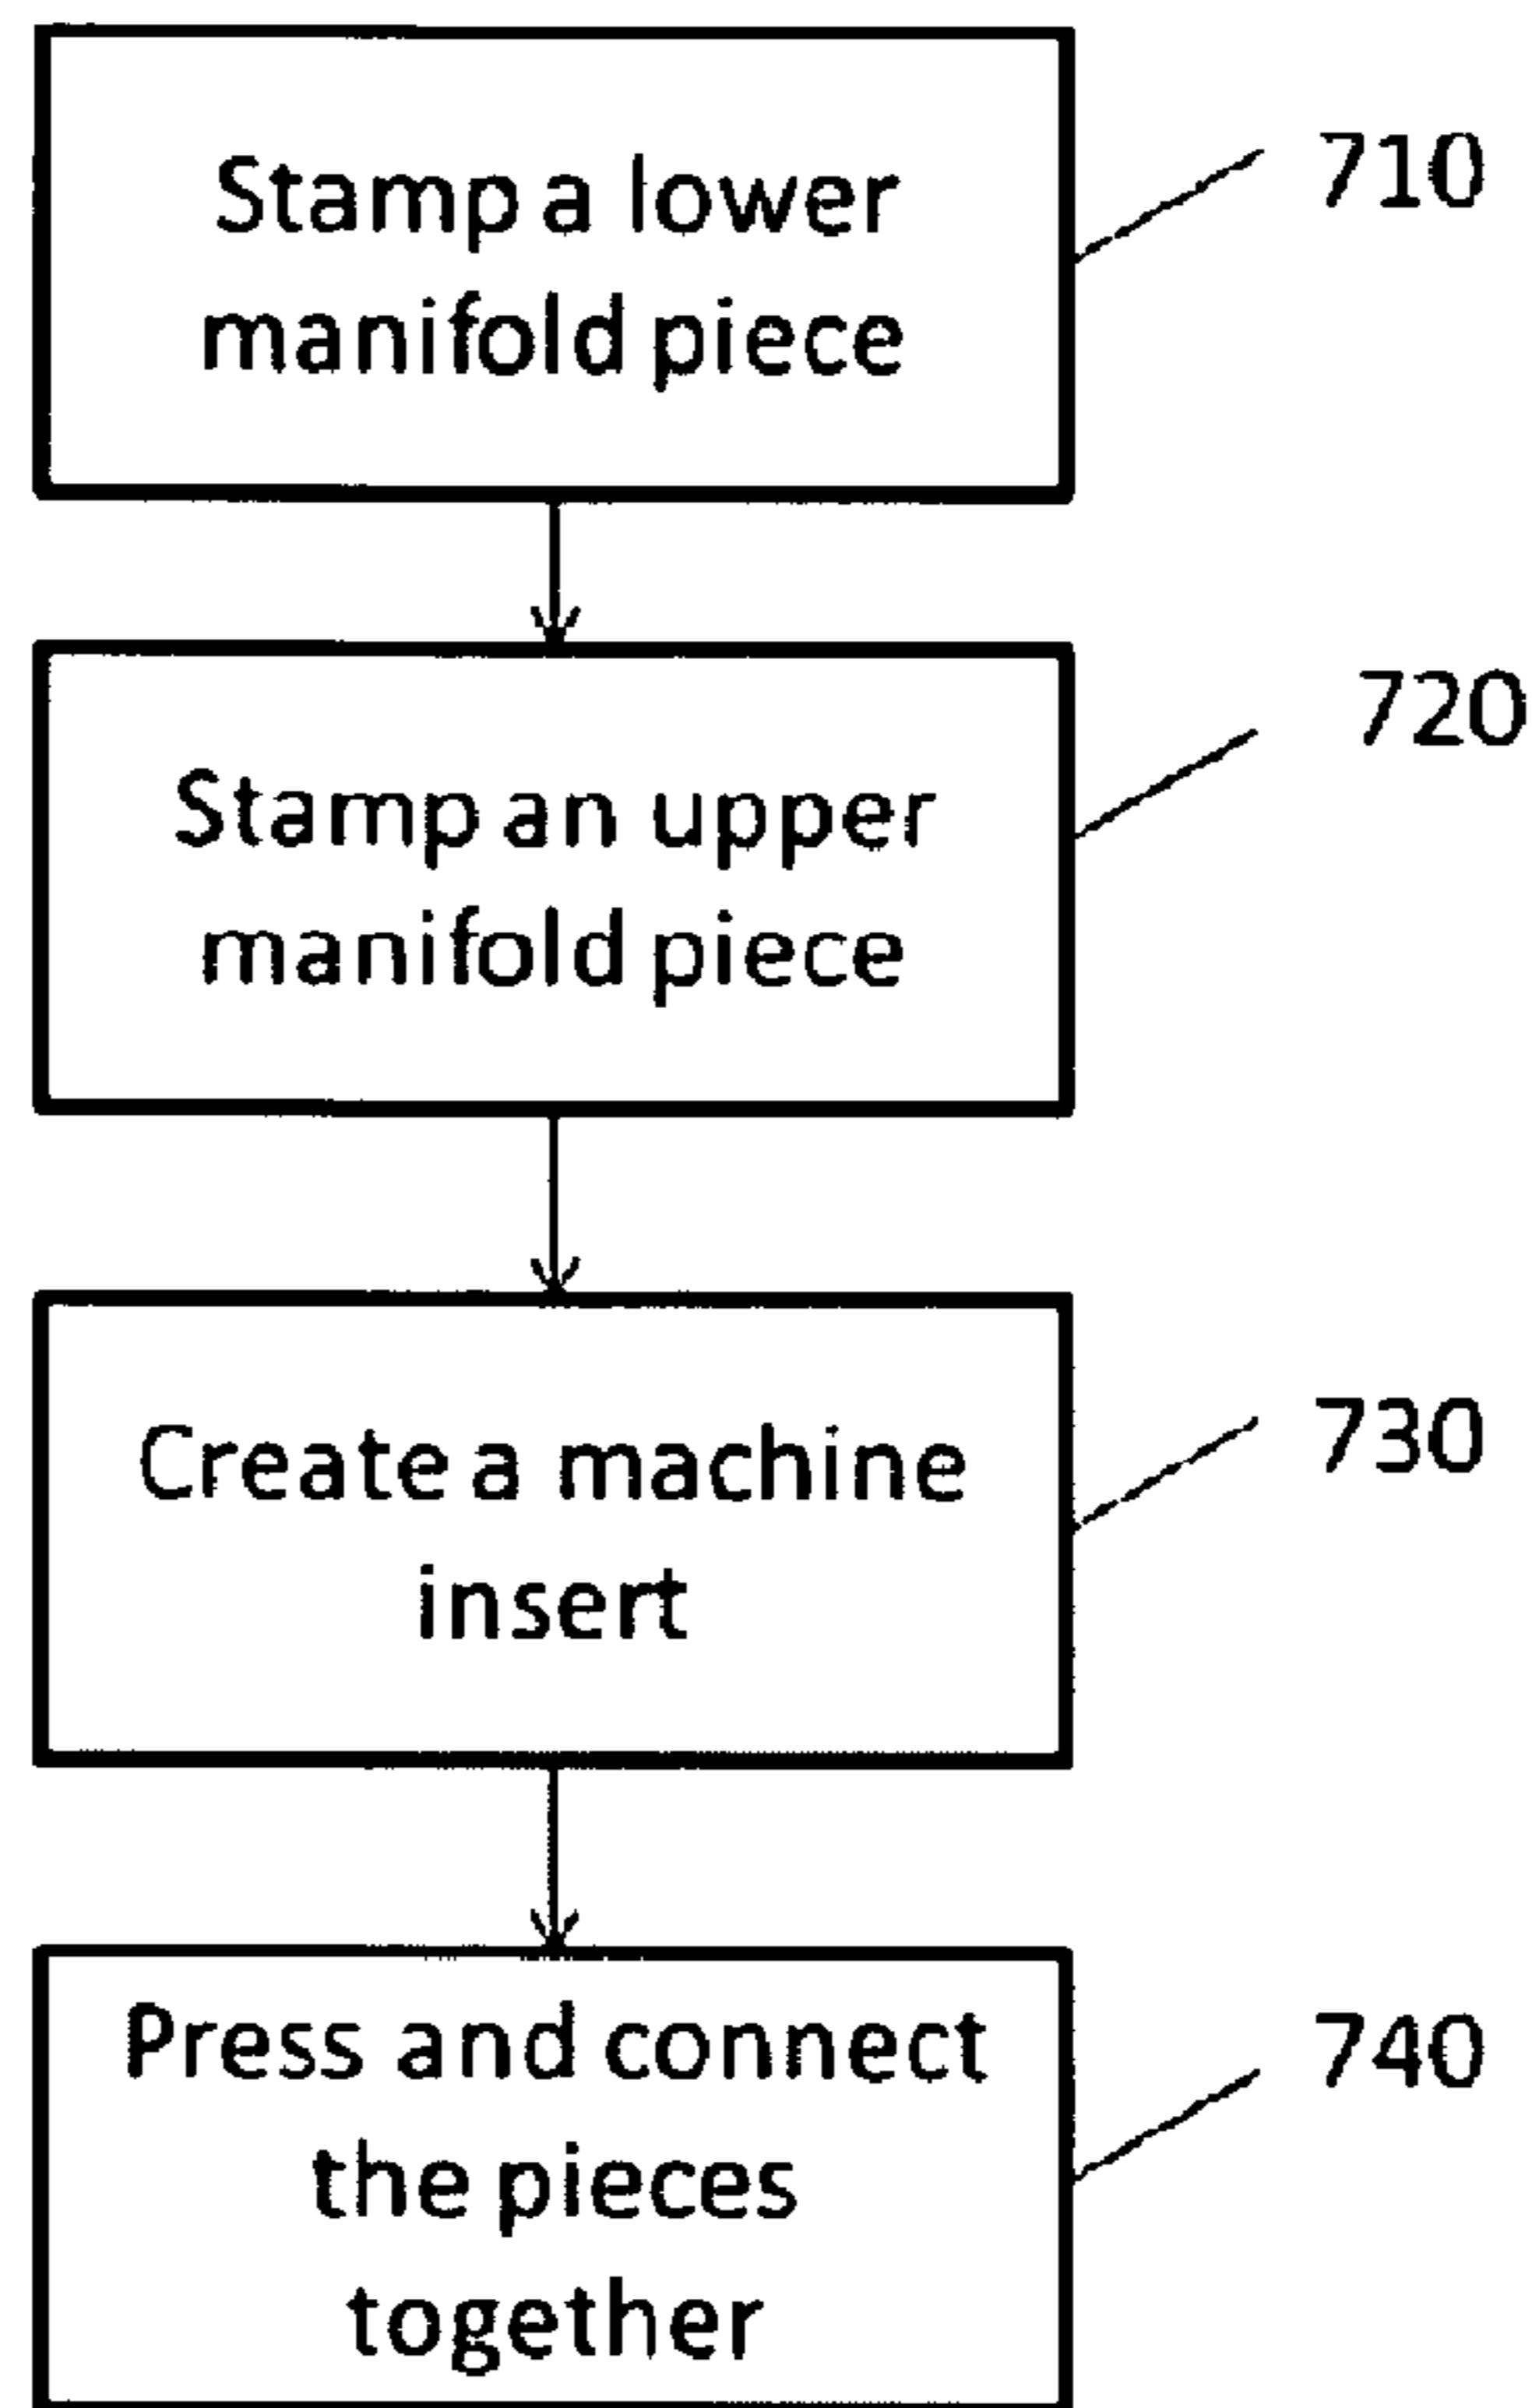 Stamp a lower
manifold piece
710
Stamp an upper
manifold piece
720
Create a machine
insert
730
Press and connect
the pieces
together
740